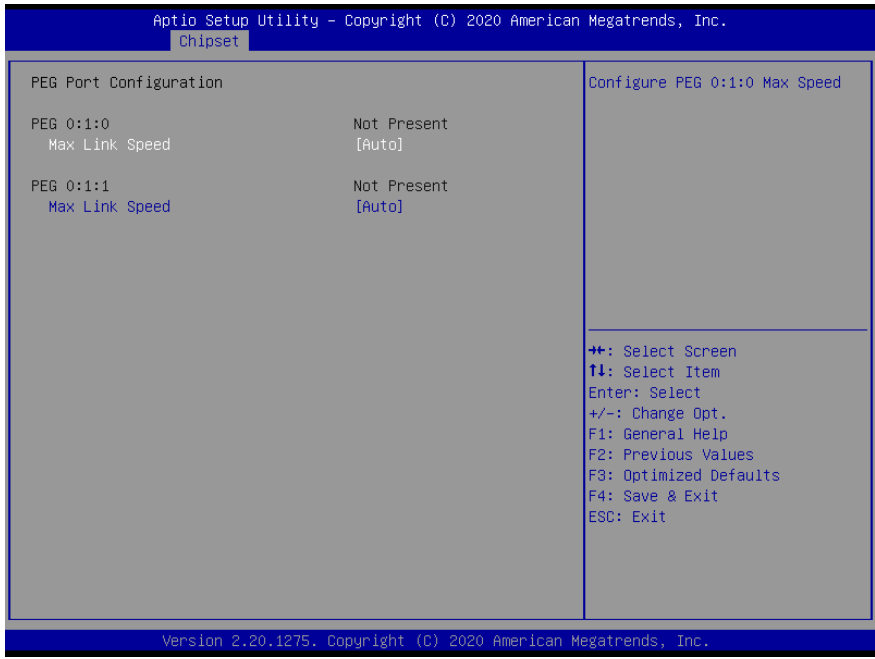 Aptio Setup Utility – Copyright (C) 2020 American Megatrends, Inc.
Chipset
PEG Port Configuration
PEG 0:1:0 Not Present
Max Link Speed [Auto]
PEG 0:1:1 Not Present
Max Link Speed [Auto]
Configure PEG 0:1:0 Max Speed
→←: Select Screen
↑↓: Select Item
Enter: Select
+/-: Change Opt.
F1: General Help
F2: Previous Values
F3: Optimized Defaults
F4: Save & Exit
ESC: Exit
Version 2.20.1275. Copyright (C) 2020 American Megatrends, Inc.